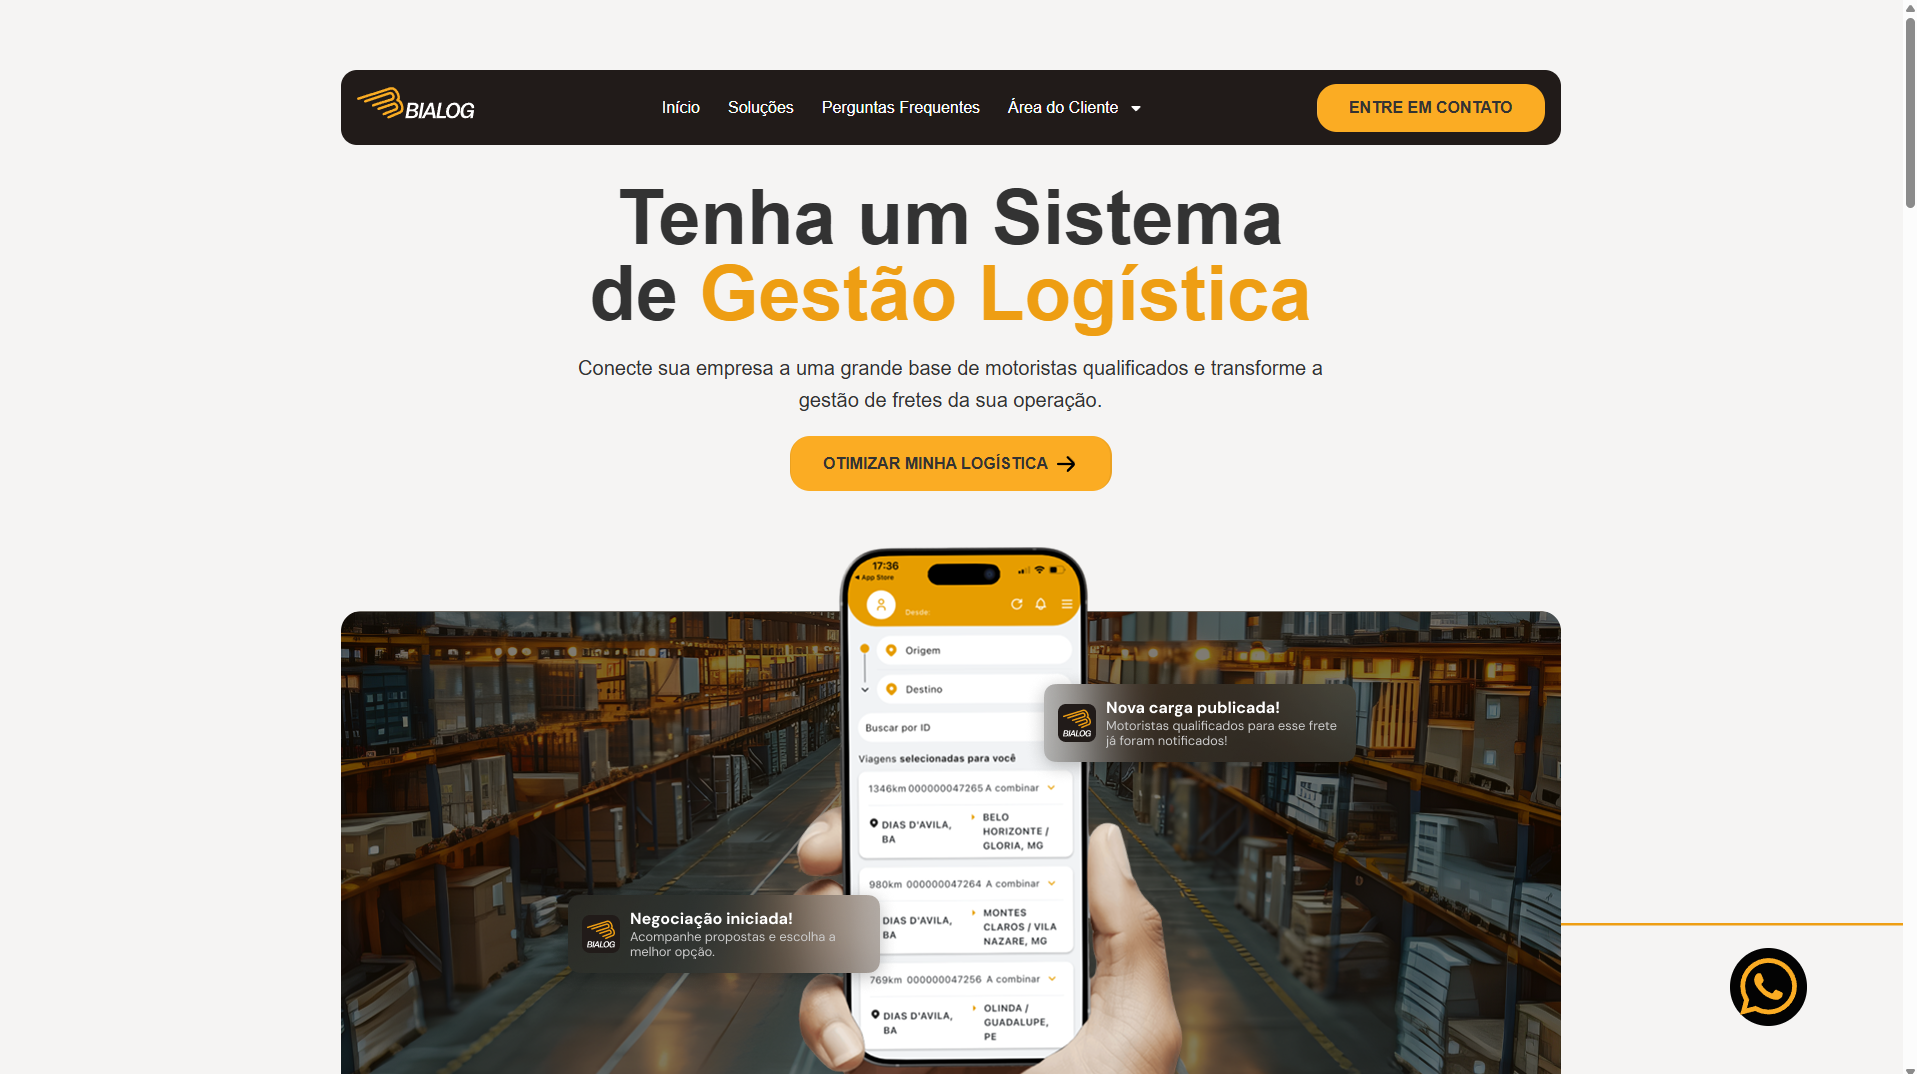 BIALOG
Início
Soluções
Perguntas Frequentes
Área do Cliente
ENTRE EM CONTATO
Tenha um Sistema
de Gestão Logística
Conecte sua empresa a uma grande base de motoristas qualificados e transforme a
gestão de fretes da sua operação.
OTIMIZAR MINHA LOGÍSTICA
17:36
App Store
Desde:
Origem
Destino
Buscar por ID
Viagens selecionadas para você
1346km 000000047265 A combinar
DIAS D'AVILA,
BA
BELO
HORIZONTE /
GLORIA, MG
980km 000000047264 A combinar
DIAS D'AVILA,
BA
MONTES
CLAROS / VILA
NAZARE, MG
769km 000000047256 A combinar
DIAS D'AVILA,
BA
OLINDA /
GUADALUPE,
PE
BIALOG
Nova carga publicada!
Motoristas qualificados para esse frete
já foram notificados!
BIALOG
Negociação iniciada!
Acompanhe propostas e escolha a
melhor opção.